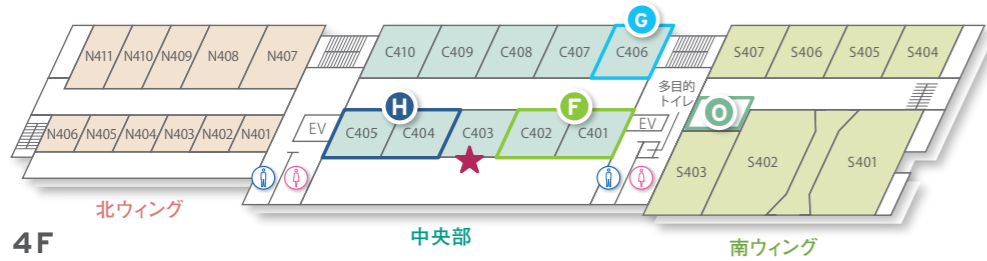 G
N411 N410 N409 N408 N407
C410 C409 C408 C407 C406
S407 S406 S405 S404
多目的
トイレ
H F O
N406 N405 N404 N403 N402 N401
EV
C405 C404 C403 C402 C401
EV
S403 S402 S401
北ウィング
中央部
南ウィング
4F